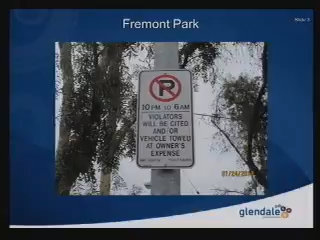 Fremont Park
P
10 PM TO 6 AM
VIOLATORS
WILL BE CITED
AND/OR
VEHICLE TOWED
AT OWNER'S
EXPENSE
glendale